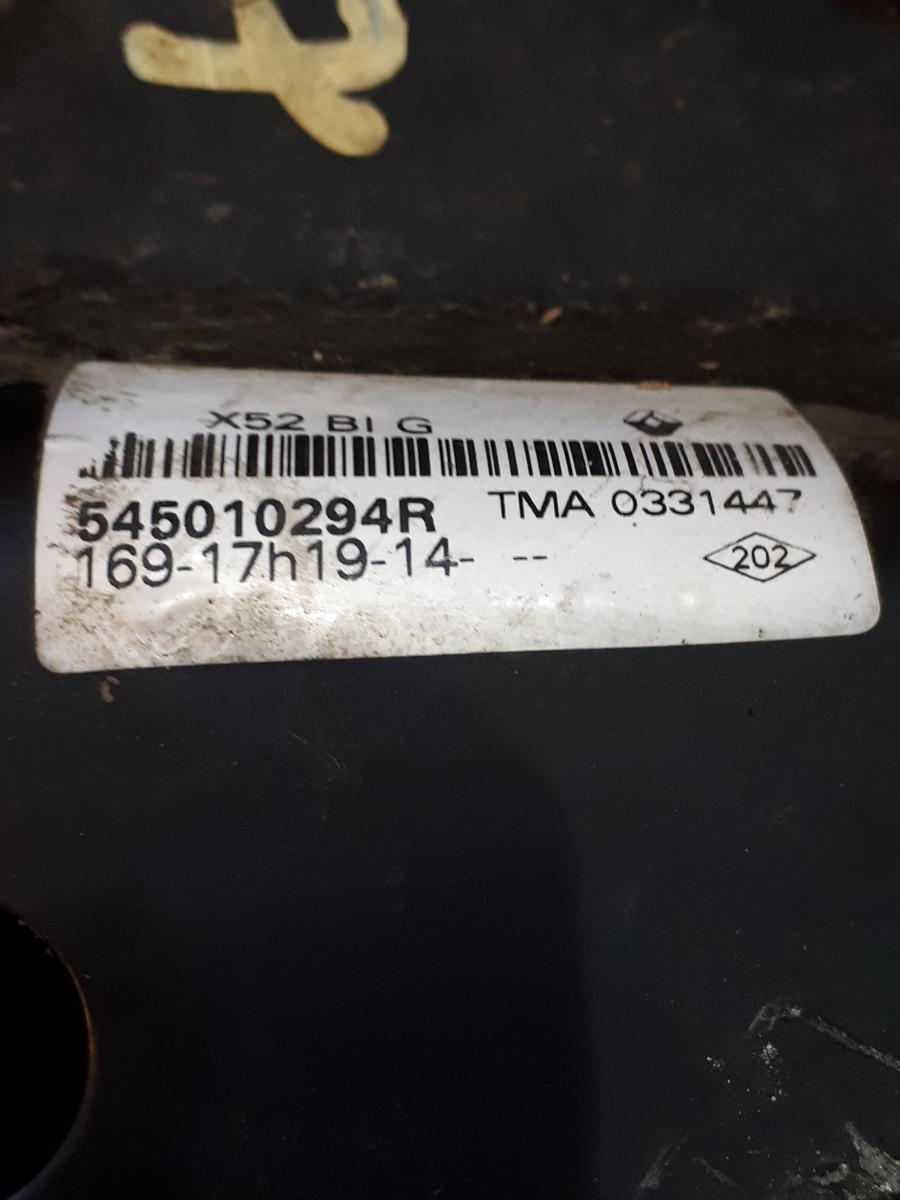 X52 BI G
545010294R TMA 0331447
169-17h19-14- --
202